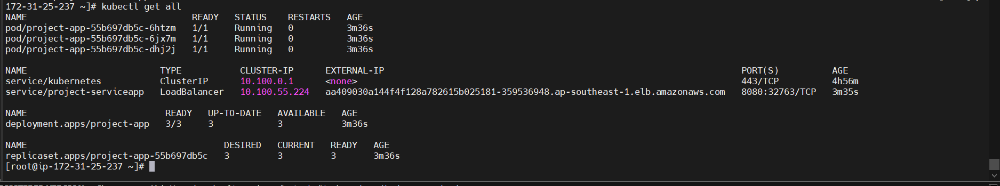 172-31-25-237 ~]# kubectl get all
NAME                               READY   STATUS    RESTARTS   AGE
pod/project-app-55b697db5c-6htzm   1/1     Running   0          3m36s
pod/project-app-55b697db5c-6jx7m   1/1     Running   0          3m36s
pod/project-app-55b697db5c-dhj2j   1/1     Running   0          3m36s
NAME                         TYPE           CLUSTER-IP      EXTERNAL-IP                                                                   PORT(S)          AGE
service/kubernetes           ClusterIP      10.100.0.1      <none>                                                                        443/TCP          4h56m
service/project-serviceapp   LoadBalancer   10.100.55.224   aa409030a144f4f128a782615b025181-359536948.ap-southeast-1.elb.amazonaws.com   8080:32763/TCP   3m35s
NAME                          READY   UP-TO-DATE   AVAILABLE   AGE
deployment.apps/project-app   3/3     3            3           3m36s
NAME                                     DESIRED   CURRENT   READY   AGE
replicaset.apps/project-app-55b697db5c   3         3         3       3m36s
[root@ip-172-31-25-237 ~]#